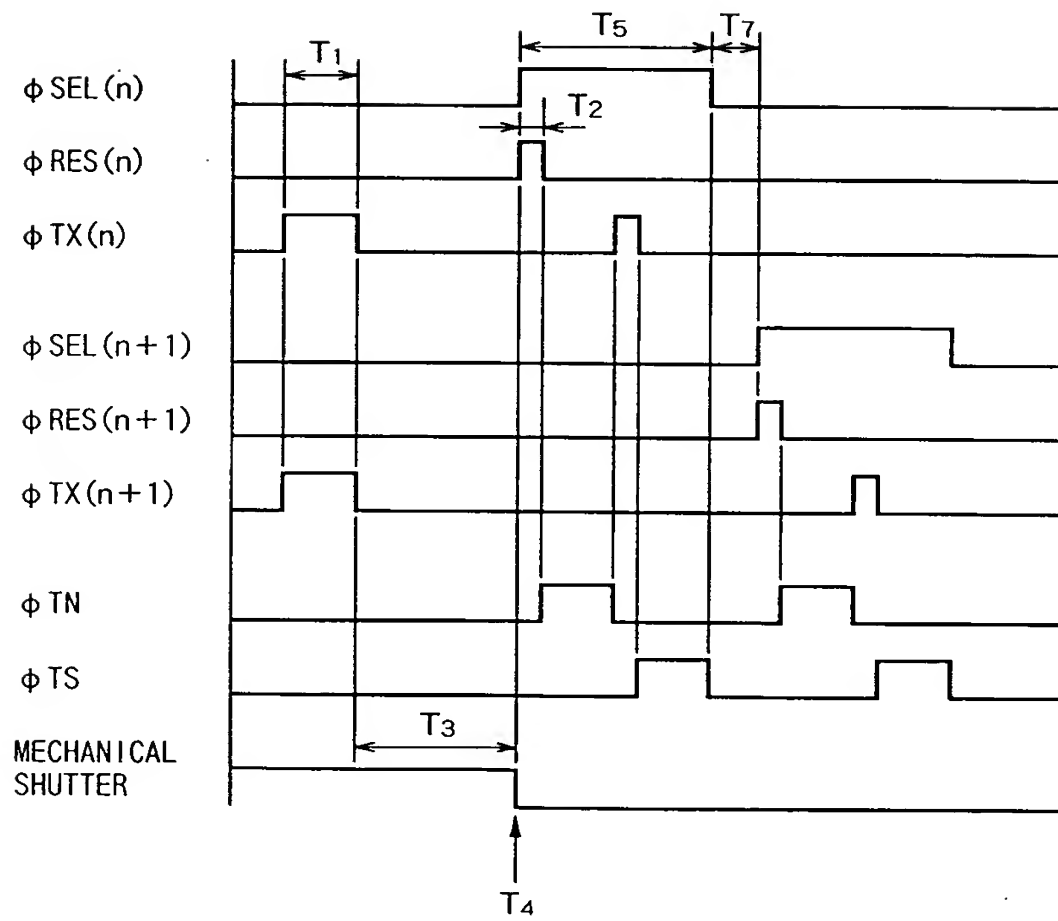 T5 T7
T1
φSEL(n)
T2
φRES(n)
φTX(n)
φSEL(n+1)
φRES(n+1)
φTX(n+1)
φTN
φTS
T3
MECHANICAL
SHUTTER
T4